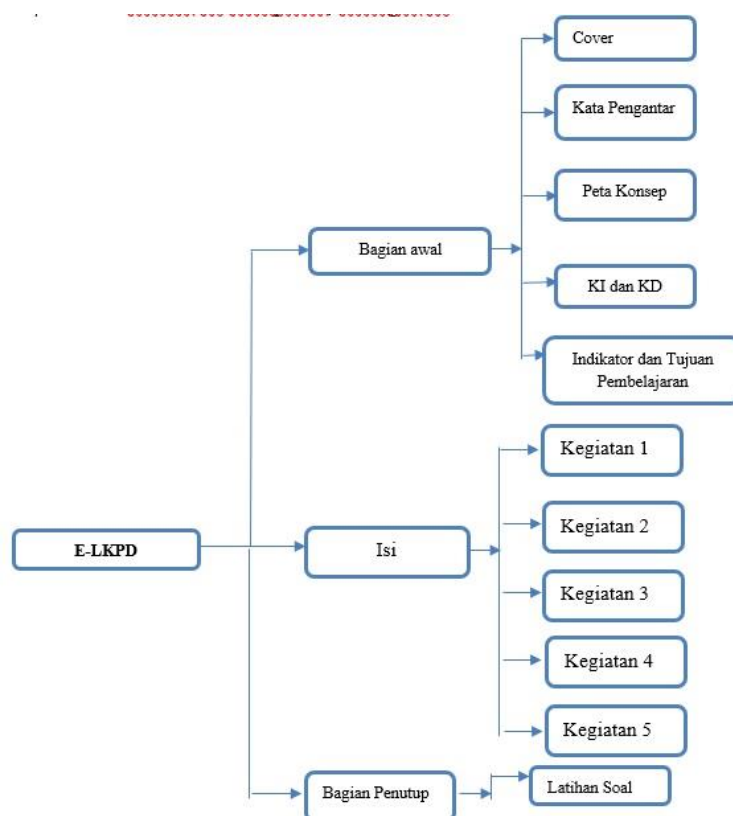 Cover
Kata Pengantar
Peta Konsep
Bagian awal
KI dan KD
Indikator dan Tujuan
Pembelajaran
Kegiatan 1
Kegiatan 2
E-LKPD
Isi
Kegiatan 3
Kegiatan 4
Kegiatan 5
Bagian Penutup
Latihan Soal